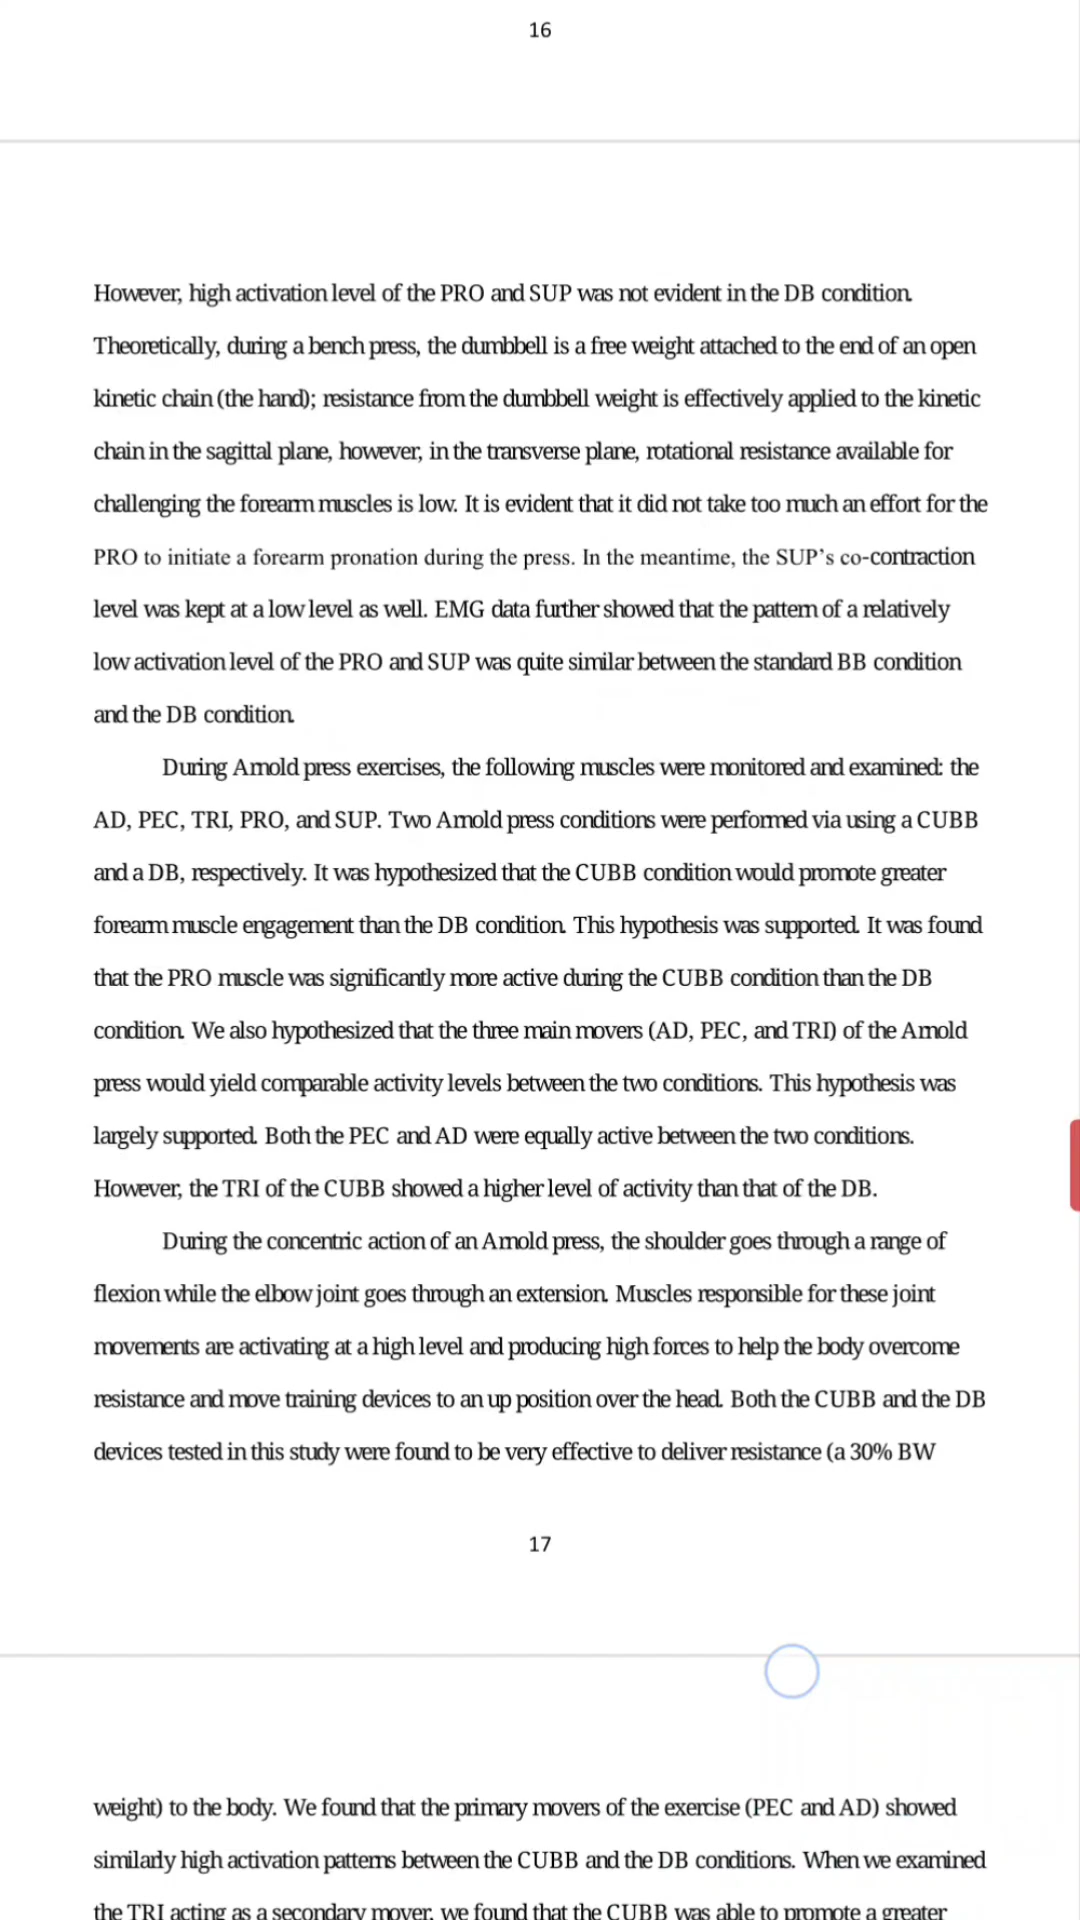 16
However, high activation level of the PRO and SUP was not evident in the DB condition.
Theoretically, during a bench press, the dumbbell is a free weight attached to the end of an open
kinetic chain (the hand); resistance from the dumbbell weight is effectively applied to the kinetic
chain in the sagittal plane, however, in the transverse plane, rotational resistance available for
challenging the forearm muscles is low. It is evident that it did not take too much an effort for the
PRO to initiate a forearm pronation during the press. In the meantime, the SUP’s co-contraction
level was kept at a low level as well. EMG data further showed that the pattern of a relatively
low activation level of the PRO and SUP was quite similar between the standard BB condition
and the DB condition.
During Arnold press exercises, the following muscles were monitored and examined: the
AD, PEC, TRI, PRO, and SUP. Two Arnold press conditions were performed via using a CUBB
and a DB, respectively. It was hypothesized that the CUBB condition would promote greater
forearm muscle engagement than the DB condition. This hypothesis was supported. It was found
that the PRO muscle was significantly more active during the CUBB condition than the DB
condition. We also hypothesized that the three main movers (AD, PEC, and TRI) of the Arnold
press would yield comparable activity levels between the two conditions. This hypothesis was
largely supported. Both the PEC and AD were equally active between the two conditions.
However, the TRI of the CUBB showed a higher level of activity than that of the DB.
During the concentric action of an Arnold press, the shoulder goes through a range of
flexion while the elbow joint goes through an extension. Muscles responsible for these joint
movements are activating at a high level and producing high forces to help the body overcome
resistance and move training devices to an up position over the head. Both the CUBB and the DB
devices tested in this study were found to be very effective to deliver resistance (a 30% BW
17
weight) to the body. We found that the primary movers of the exercise (PEC and AD) showed
similarly high activation patterns between the CUBB and the DB conditions. When we examined
the TRI acting as a secondary mover, we found that the CUBB was able to promote a greater